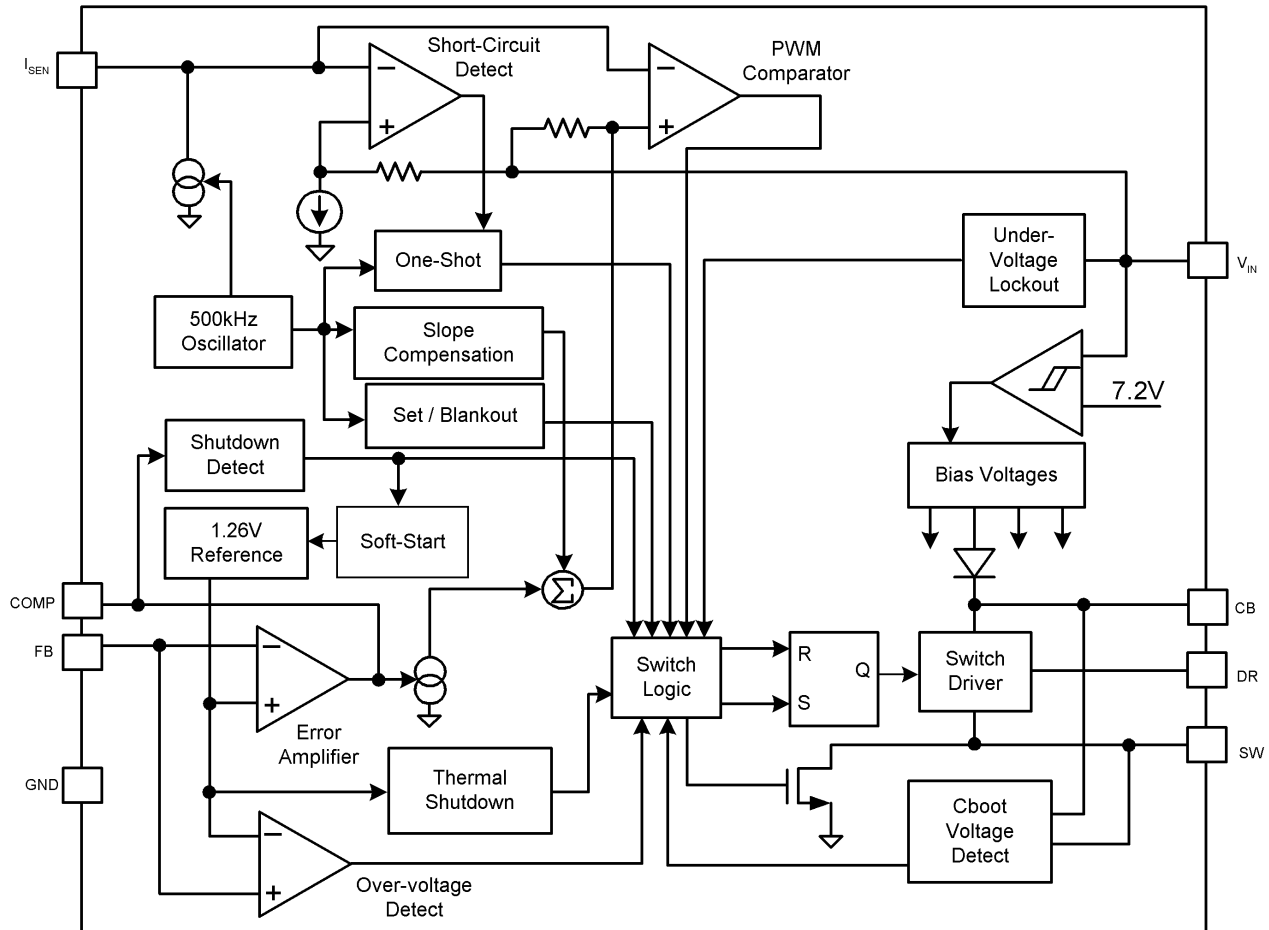 I_SEN
Short-Circuit
Detect
PWM
Comparator
−
+
−
+
One-Shot
Under-
Voltage
Lockout
V_IN
500kHz
Oscillator
Slope
Compensation
7.2V
Set / Blankout
Shutdown
Detect
Bias Voltages
1.26V
Reference
Soft-Start
Σ
COMP
CB
FB
−
+
Error
Amplifier
Switch
Logic
R
S
Q
Switch
Driver
DR
SW
GND
Thermal
Shutdown
Cboot
Voltage
Detect
−
+
Over-voltage
Detect